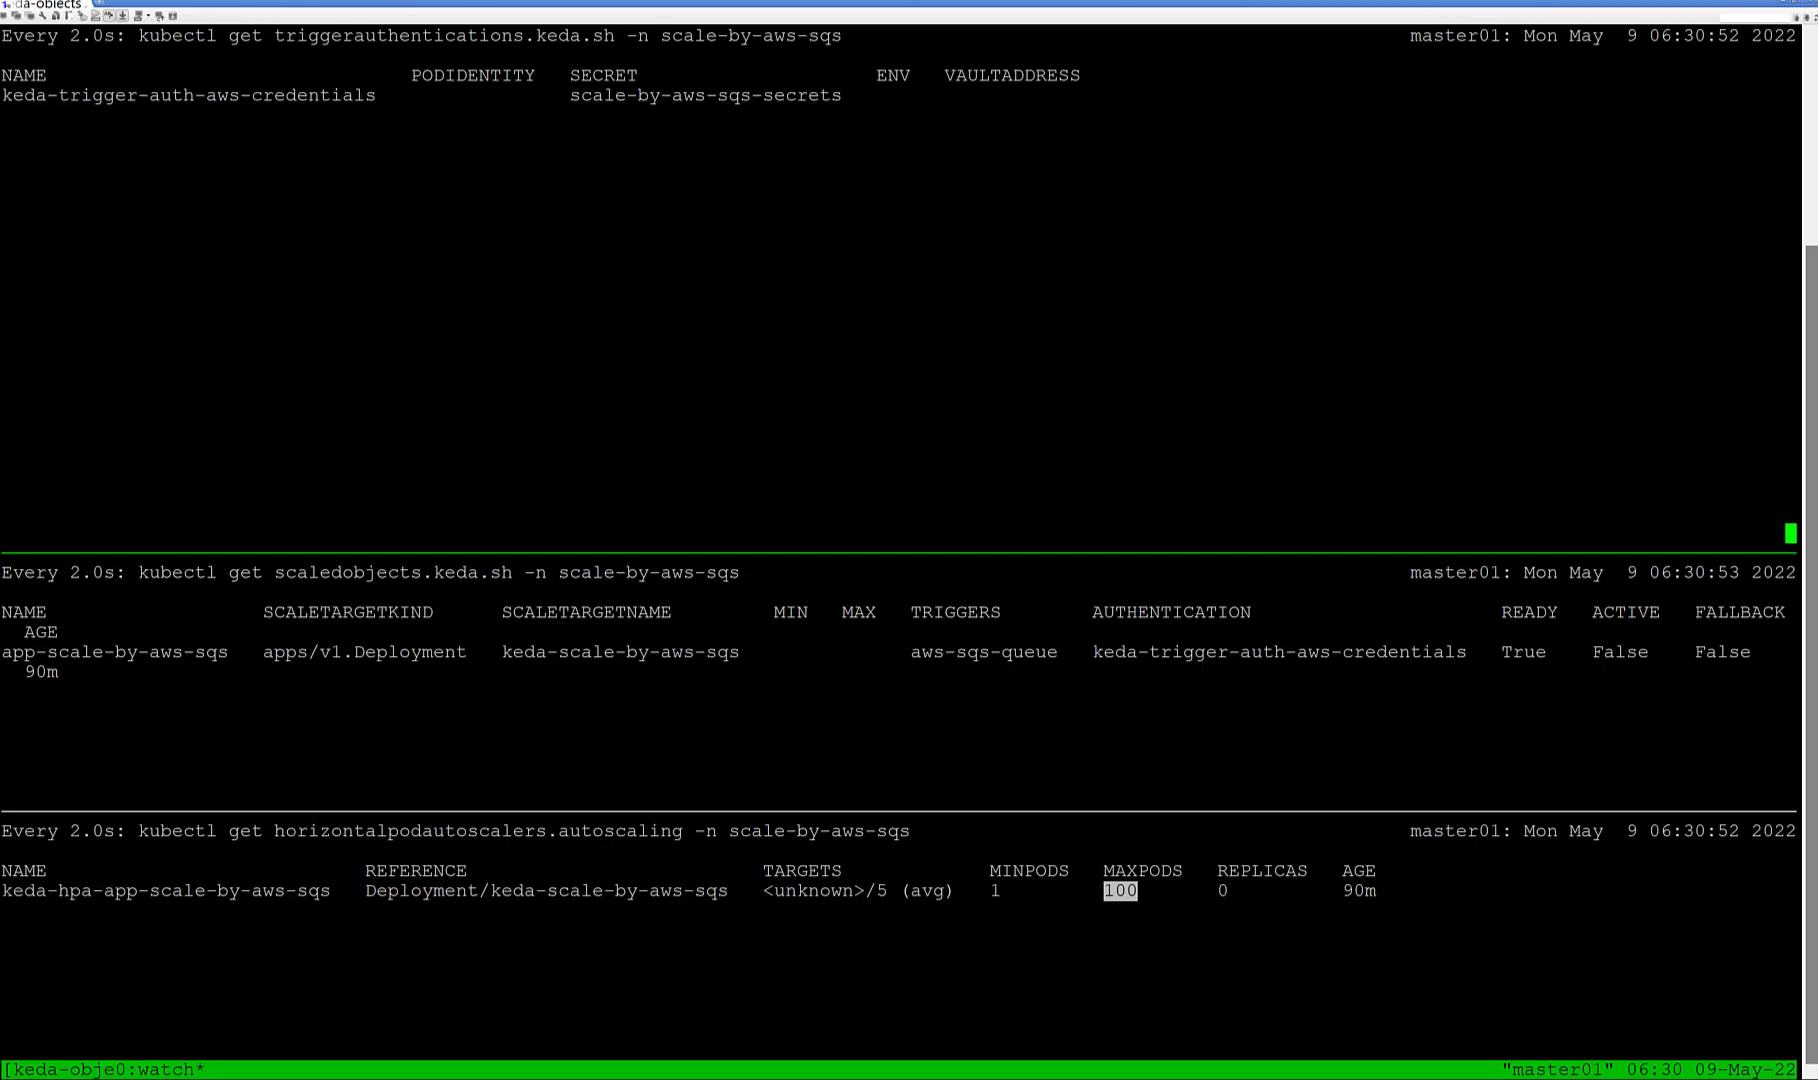 da-objects
Every 2.0s: kubectl get triggerauthentications.keda.sh -n scale-by-aws-sqs master01: Mon May 9 06:30:52 2022
NAME PODIDENTITY SECRET ENV VAULTADDRESS
keda-trigger-auth-aws-credentials scale-by-aws-sqs-secrets
Every 2.0s: kubectl get scaledobjects.keda.sh -n scale-by-aws-sqs master01: Mon May 9 06:30:53 2022
NAME SCALETARGETKIND SCALETARGETNAME MIN MAX TRIGGERS AUTHENTICATION READY ACTIVE FALLBACK
AGE
app-scale-by-aws-sqs apps/v1.Deployment keda-scale-by-aws-sqs aws-sqs-queue keda-trigger-auth-aws-credentials True False False
90m
Every 2.0s: kubectl get horizontalpodautoscalers.autoscaling -n scale-by-aws-sqs master01: Mon May 9 06:30:52 2022
NAME REFERENCE TARGETS MINPODS MAXPODS REPLICAS AGE
keda-hpa-app-scale-by-aws-sqs Deployment/keda-scale-by-aws-sqs <unknown>/5 (avg) 1 100 0 90m
[keda-obje0:watch* "master01" 06:30 09-May-22